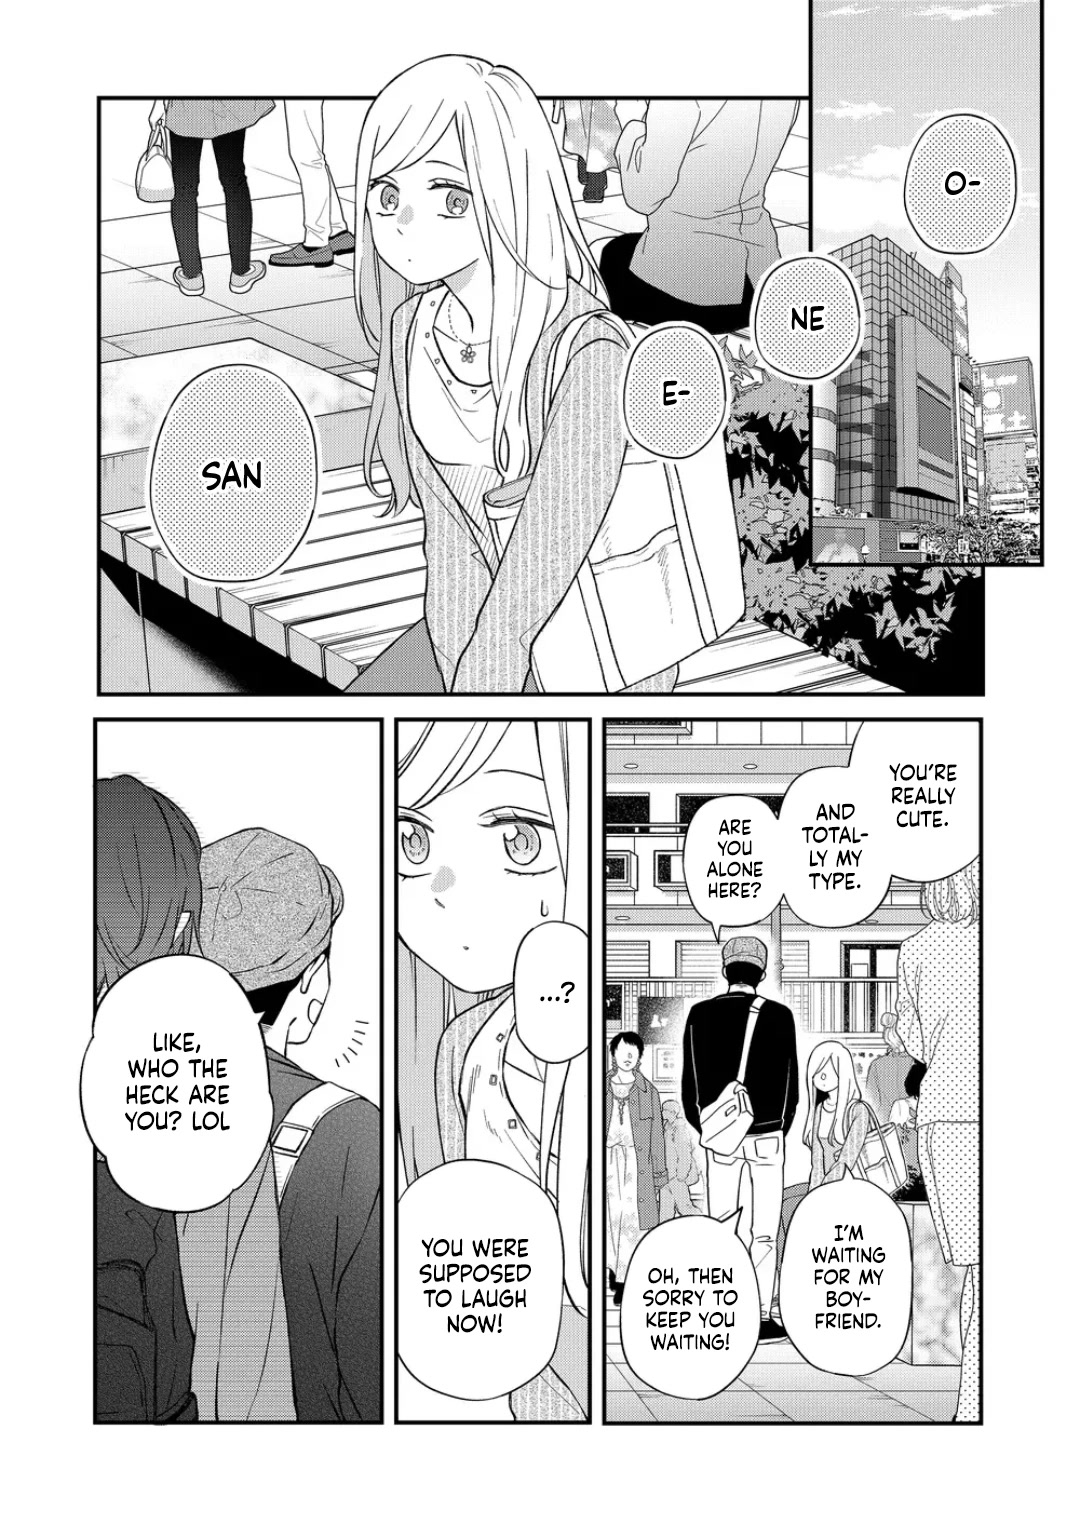 O-
NE
E-
SAN
YOU'RE
REALLY
CUTE.
AND
TOTAL-
LY MY
TYPE.
ARE
YOU
ALONE
HERE?
I'M
WAITING
FOR MY
BOY-
FRIEND.
OH, THEN
SORRY TO
KEEP YOU
WAITING!
...?
YOU WERE
SUPPOSED
TO LAUGH
NOW!
LIKE,
WHO THE
HECK ARE
YOU? LOL